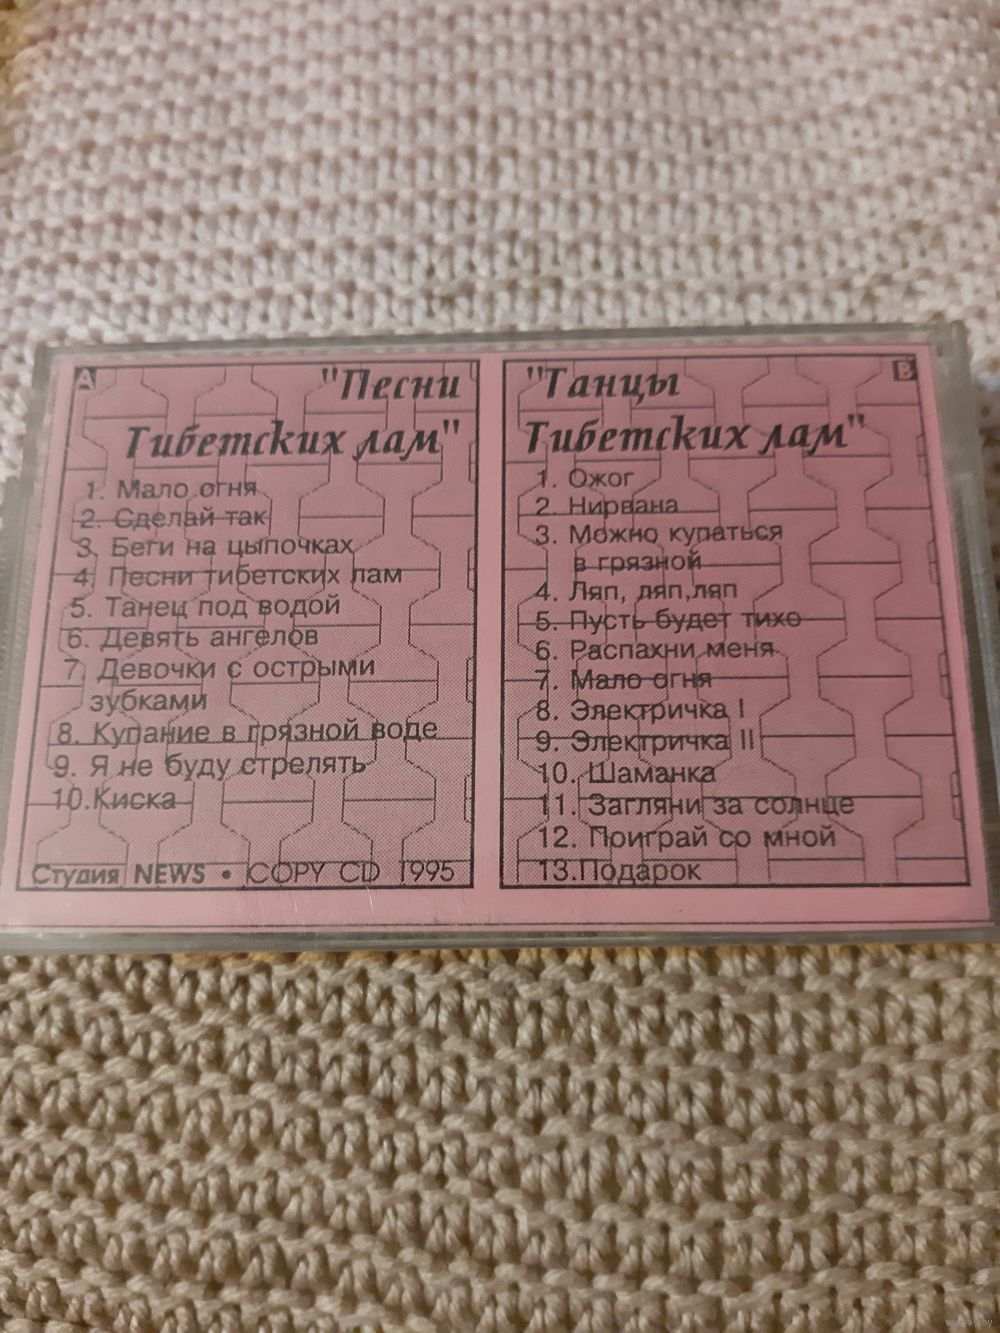 A
"Песни
Тибетских лам"
1. Мало огня
2. Сделай так
3. Беги на цыпочках
4. Песни тибетских лам
5. Танец под водой
6. Девять ангелов
7. Девочки с острыми
зубками
8. Купание в грязной воде
9. Я не буду стрелять
10.Киска
Студия NEWS • COPY CD 1995
B
"Танцы
Тибетских лам"
1. Ожог
2. Нирвана
3. Можно купаться
в грязной
4. Ляп, ляп,ляп
5. Пусть будет тихо
6. Распахни меня
7. Мало огня
8. Электричка I
9. Электричка II
10. Шаманка
11. Загляни за солнце
12. Поиграй со мной
13.Подарок